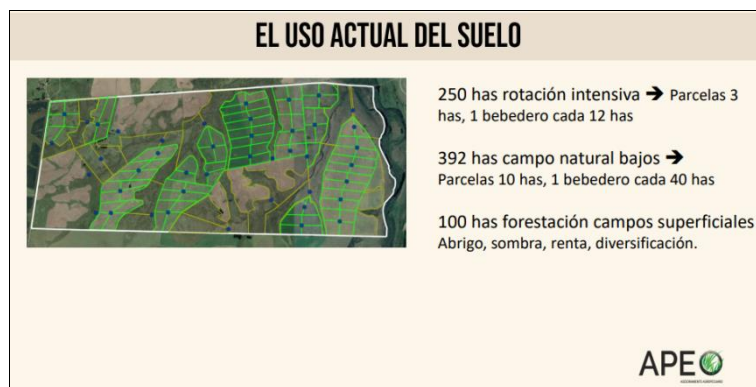 EL USO ACTUAL DEL SUELO
250 has rotación intensiva ➔ Parcelas 3
has, 1 bebedero cada 12 has
392 has campo natural bajos ➔
Parcelas 10 has, 1 bebedero cada 40 has
100 has forestación campos superficiales
Abrigo, sombra, renta, diversificación.
APEO